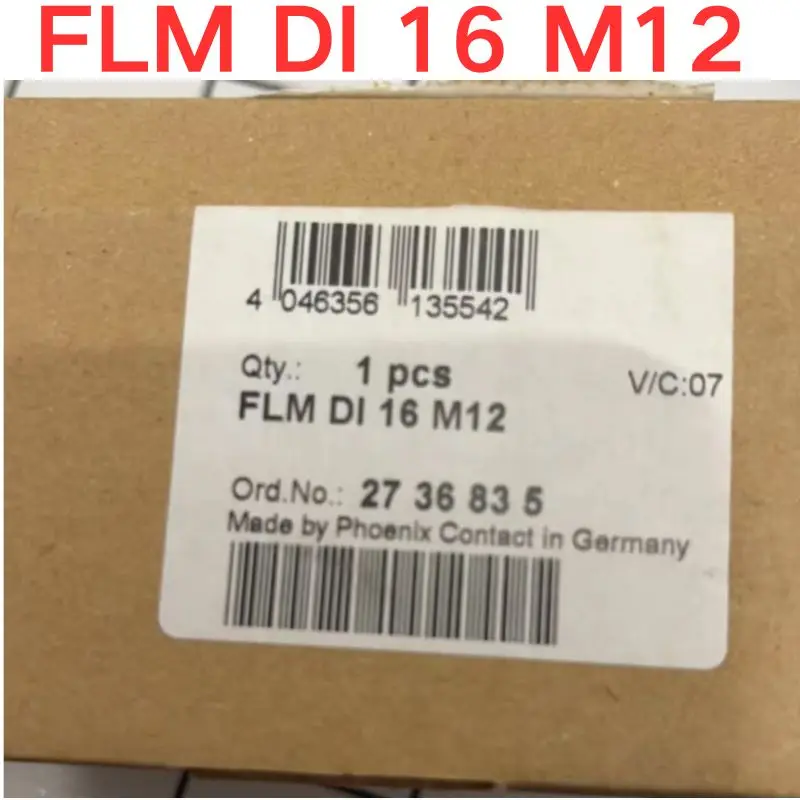 FLM DI 16 M12
4 046356 135542
Qty.: 1 pcs V/C:07
FLM DI 16 M12
Ord.No.: 27 36 83 5
Made by Phoenix Contact in Germany